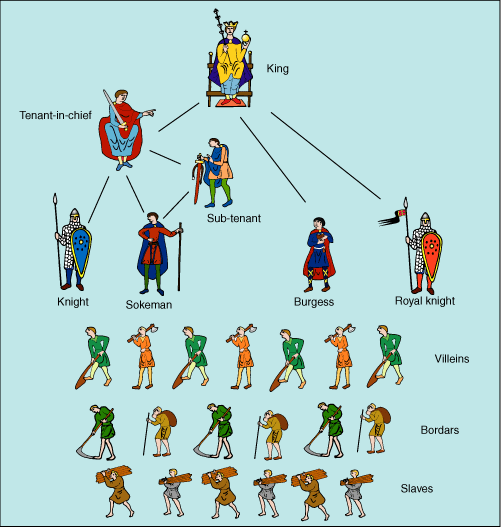 King
Tenant-in-chief
Sub-tenant
Knight
Sokeman
Burgess
Royal knight
Villeins
Bordars
Slaves